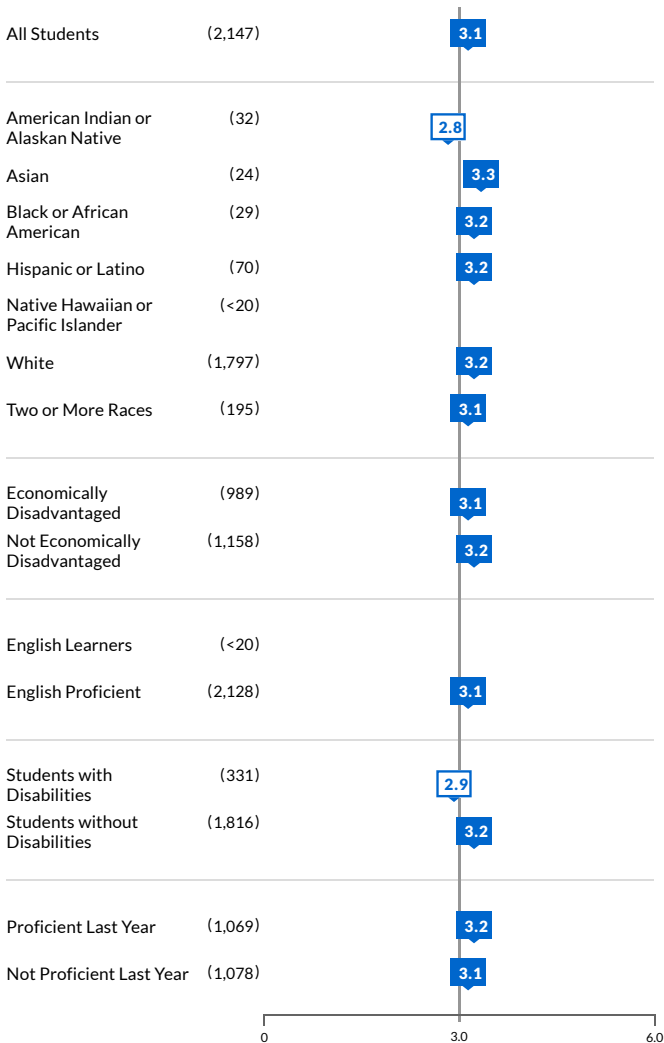 All Students (2,147) 3.1
American Indian or (32) 2.8
Alaskan Native
Asian (24) 3.3
Black or African (29) 3.2
American
Hispanic or Latino (70) 3.2
Native Hawaiian or (<20)
Pacific Islander
White (1,797) 3.2
Two or More Races (195) 3.1
Economically (989) 3.1
Disadvantaged
Not Economically (1,158) 3.2
Disadvantaged
English Learners (<20)
English Proficient (2,128) 3.1
Students with (331) 2.9
Disabilities
Students without (1,816) 3.2
Disabilities
Proficient Last Year (1,069) 3.2
Not Proficient Last Year (1,078) 3.1
0 3.0 6.0